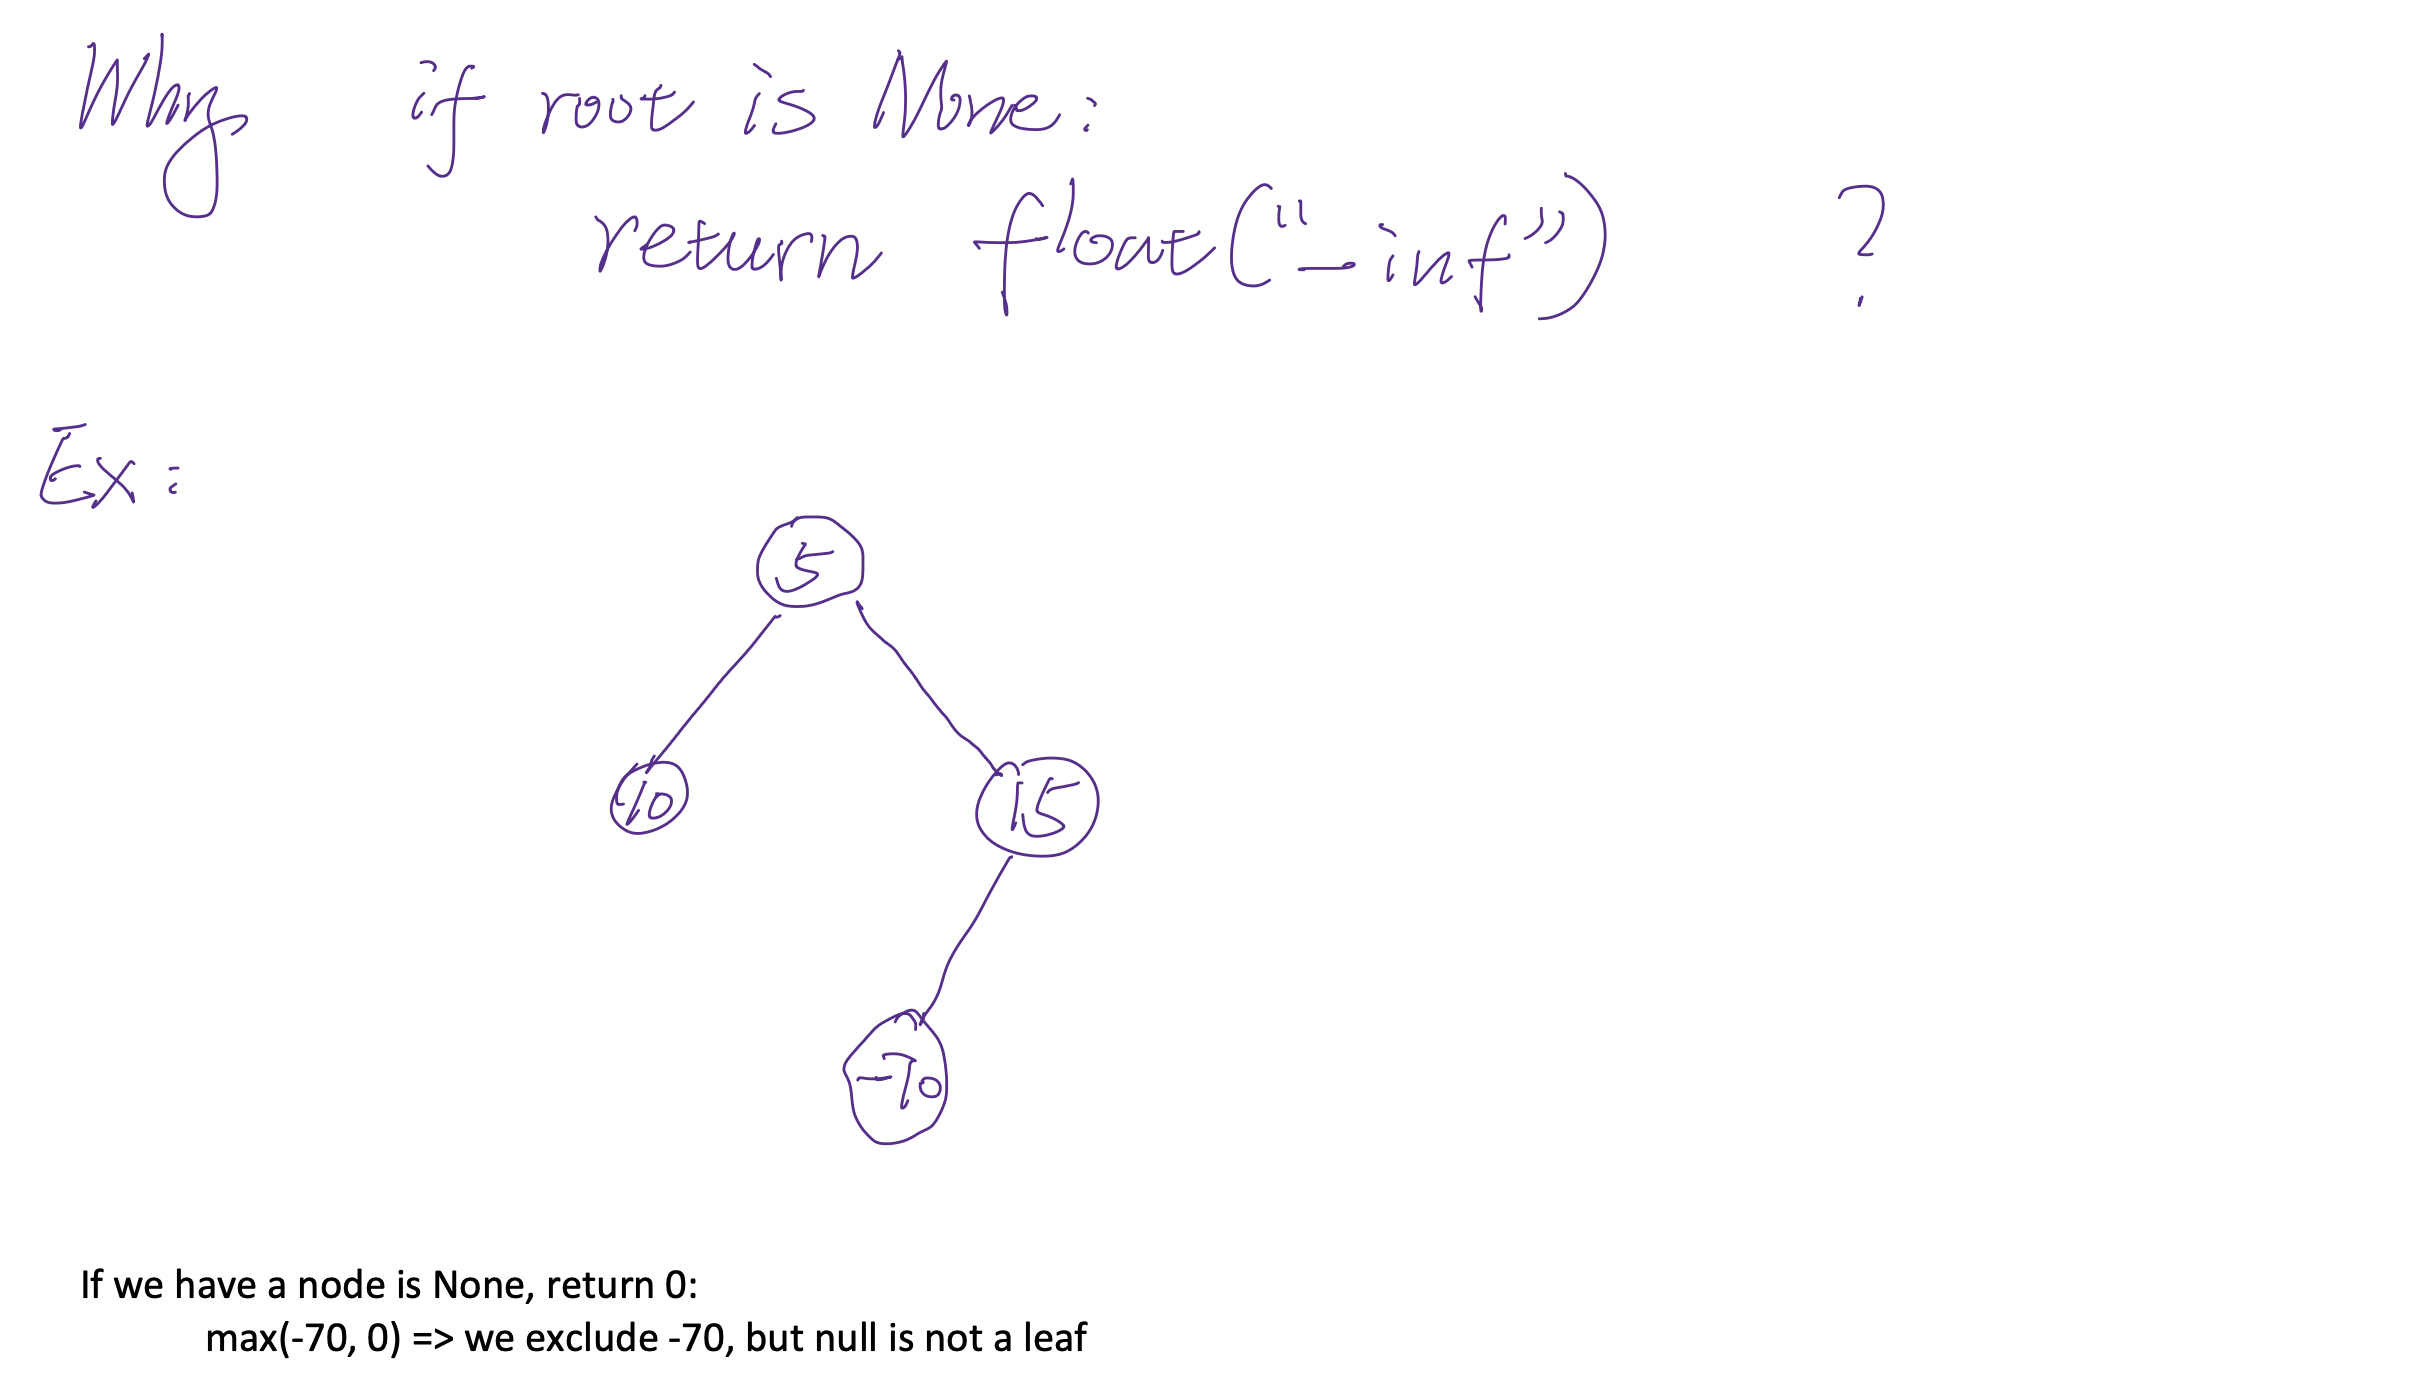 Why if root is None:
return float("-inf") ?
Ex:
5
10
15
-70
If we have a node is None, return 0:
max(-70, 0) => we exclude -70, but null is not a leaf